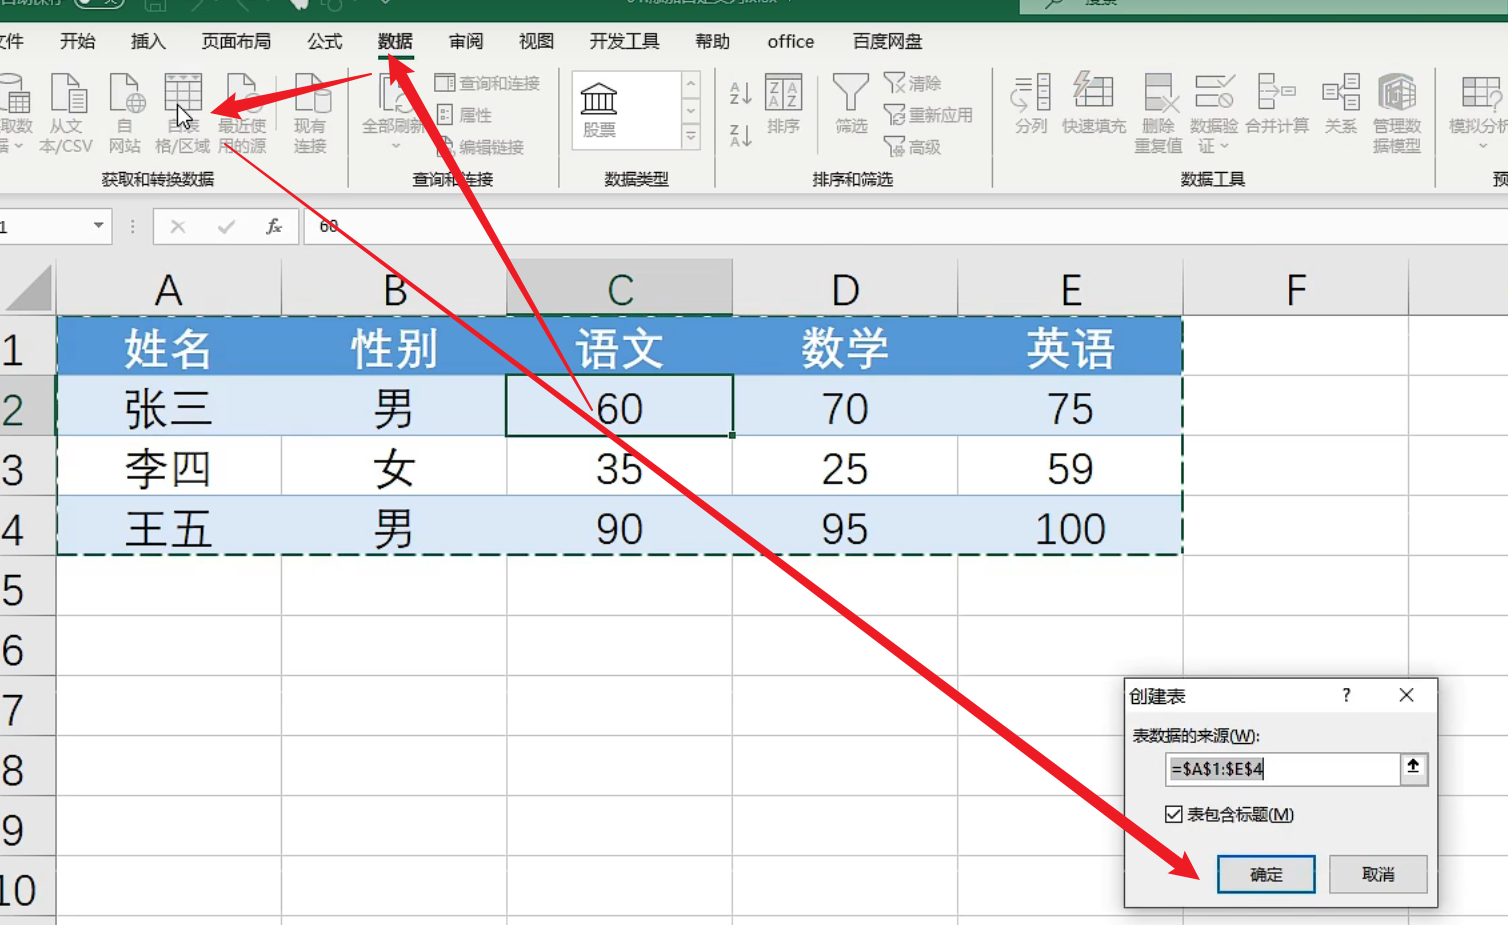 文件 开始 插入 页面布局 公式 数据 审阅 视图 开发工具 帮助 office 百度网盘
取数据 从文本/CSV 自网站 自表格/区域 最近使用的源 现有连接
获取和转换数据
全部刷新 查询和连接
属性
编辑链接
查询和连接
股票
数据类型
排序 筛选 清除
重新应用
高级
排序和筛选
分列 快速填充 删除重复值 数据验证 合并计算 关系 管理数据模型
数据工具
模拟分析
预
1 fx 60
A B C D E F
1 姓名 性别 语文 数学 英语
2 张三 男 60 70 75
3 李四 女 35 25 59
4 王五 男 90 95 100
5
6
7
8
9
10
创建表 ?
表数据的来源(W):
=$A$1:$E$4
表包含标题(M)
确定 取消